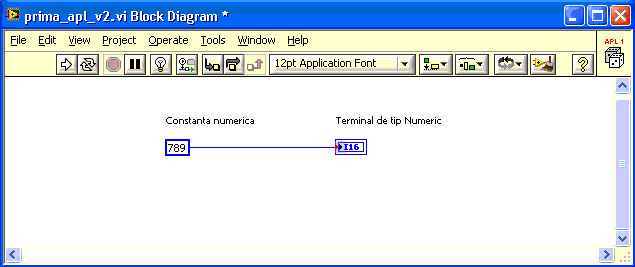 prima_apl_v2.vi Block Diagram *
File Edit View Project Operate Tools Window Help
12pt Application Font
?
APL 1
Constanta numerica
Terminal de tip Numeric
789
I16